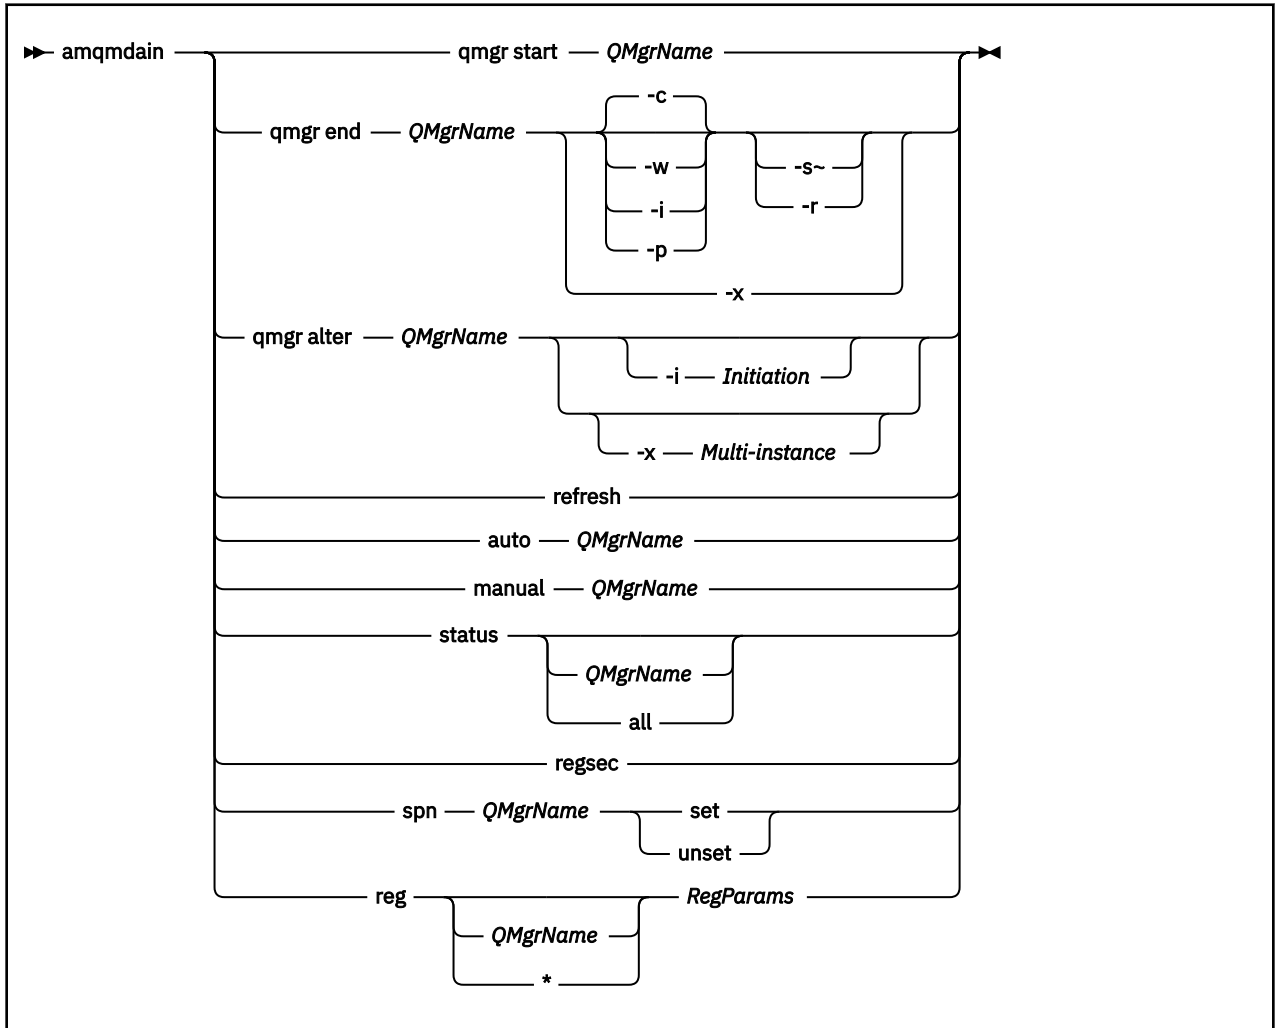 amqmdain qmgr start QMgrName
-c
qmgr end QMgrName
-w -s~
-i -r
-p
-x
qmgr alter QMgrName
-i Initiation
-x Multi-instance
refresh
auto QMgrName
manual QMgrName
status
QMgrName
all
regsec
spn QMgrName set
unset
reg RegParams
QMgrName
*